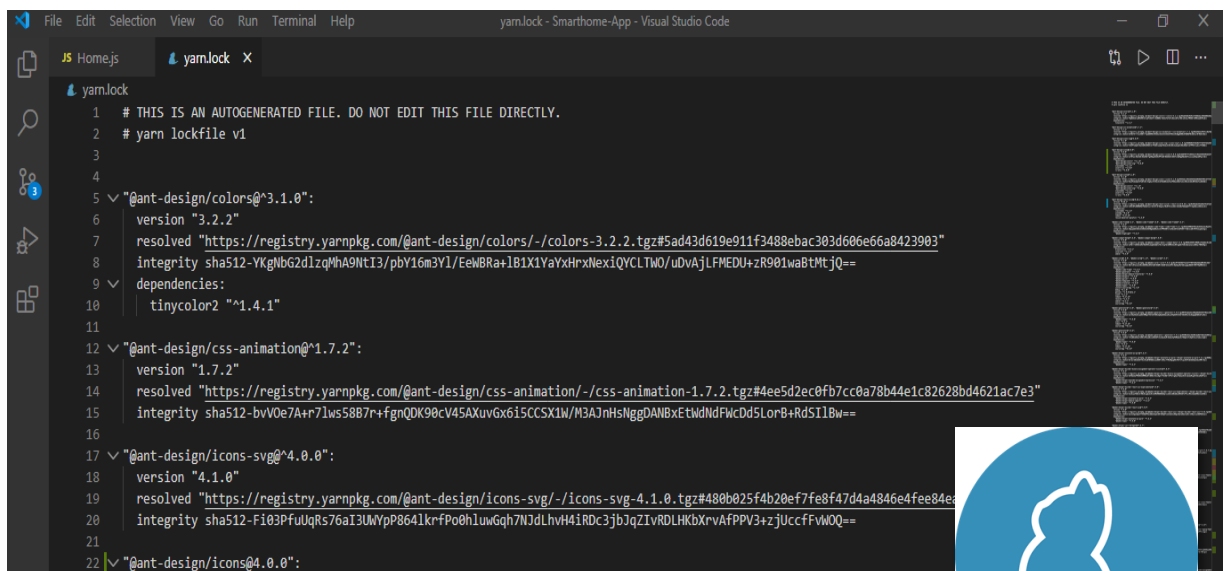 File Edit Selection View Go Run Terminal Help yarn.lock - Smarthome-App - Visual Studio Code
JS Home.js yarn.lock X
yarn.lock
1 # THIS IS AN AUTOGENERATED FILE. DO NOT EDIT THIS FILE DIRECTLY.
2 # yarn lockfile v1
3
4
5 "@ant-design/colors@^3.1.0":
6 version "3.2.2"
7 resolved "https://registry.yarnpkg.com/@ant-design/colors/-/colors-3.2.2.tgz#5ad43d619e911f3488ebac303d606e66a8423903"
8 integrity sha512-YKgNbG2dlzqMhA9NtI3/pbY16m3Yl/EeWBRa+lB1X1YaYxHrxNexiQYCLTWO/uDvAjLFMEDU+zR901waBtMtjQ==
9 dependencies:
10 tinycolor2 "^1.4.1"
11
12 "@ant-design/css-animation@^1.7.2":
13 version "1.7.2"
14 resolved "https://registry.yarnpkg.com/@ant-design/css-animation/-/css-animation-1.7.2.tgz#4ee5d2ec0fb7cc0a78b44e1c82628bd4621ac7e3"
15 integrity sha512-bvVOe7A+r7lws58B7r+fgnQDK90cV45AXuvGx6i5CCSX1W/M3AJnHsNggDANBxEtWdNdFWcDd5LorB+RdSIlBw==
16
17 "@ant-design/icons-svg@^4.0.0":
18 version "4.1.0"
19 resolved "https://registry.yarnpkg.com/@ant-design/icons-svg/-/icons-svg-4.1.0.tgz#480b025f4b20ef7fe8f47d4a4846e4fee84ea
20 integrity sha512-Fi03PfuUqRs76aI3UWYpP864lkrfPo0hluwGqh7NJdLhvH4iRDc3jbJqZIvRDLHKbXrvAfPPV3+zjUccfFvWOQ==
21
22 "@ant-design/icons@4.0.0":
3